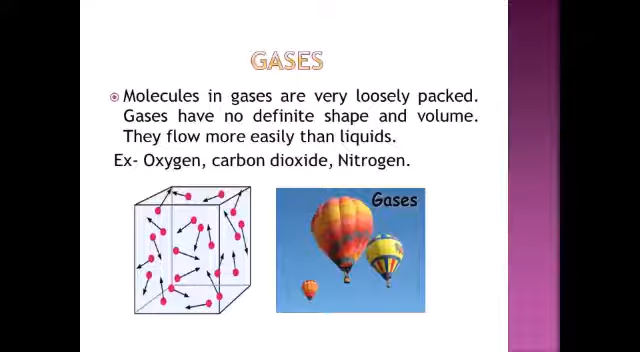 GASES
Molecules in gases are very loosely packed.
Gases have no definite shape and volume.
They flow more easily than liquids.
Ex- Oxygen, carbon dioxide, Nitrogen.
Gases